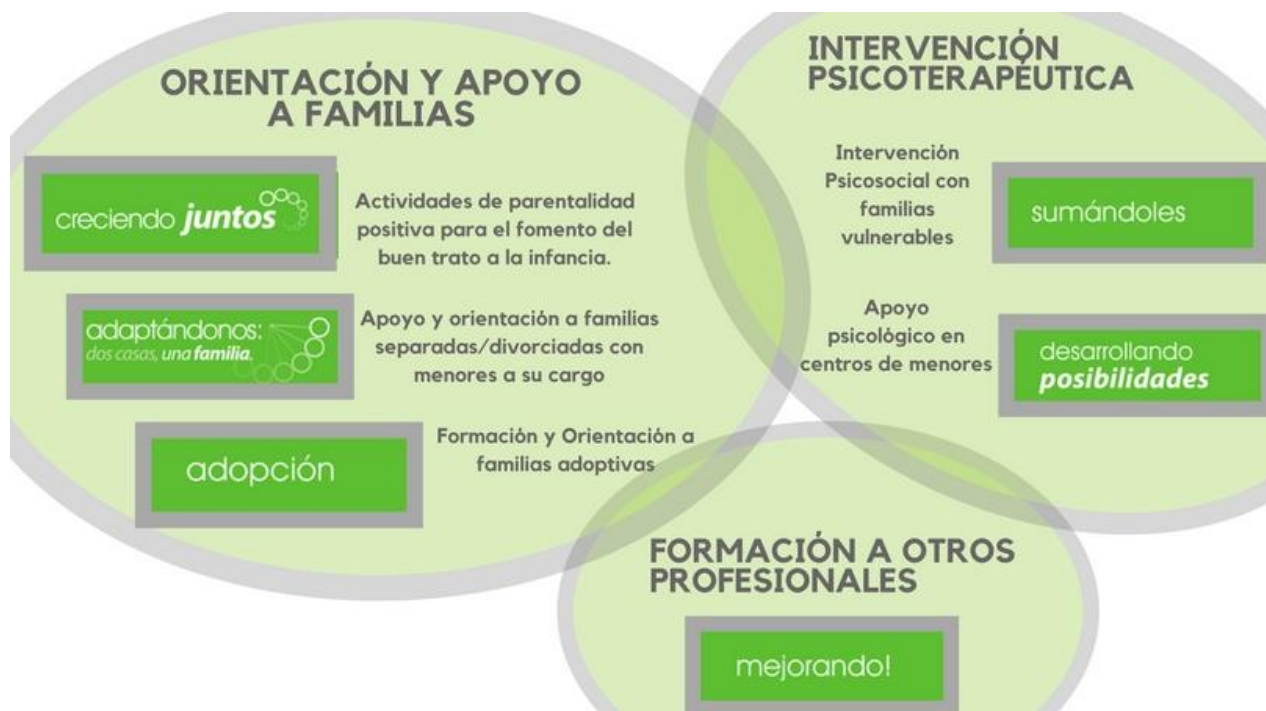 ORIENTACIÓN Y APOYO
A FAMILIAS
creciendo juntos
Actividades de parentalidad
positiva para el fomento del
buen trato a la infancia.
adaptándonos:
dos casas, una familia.
Apoyo y orientación a familias
separadas/divorciadas con
menores a su cargo
adopción
Formación y Orientación a
familias adoptivas
INTERVENCIÓN
PSICOTERAPÉUTICA
Intervención
Psicosocial con
familias
vulnerables
sumándoles
Apoyo
psicológico en
centros de menores
desarrollando
posibilidades
FORMACIÓN A OTROS
PROFESIONALES
mejorando!